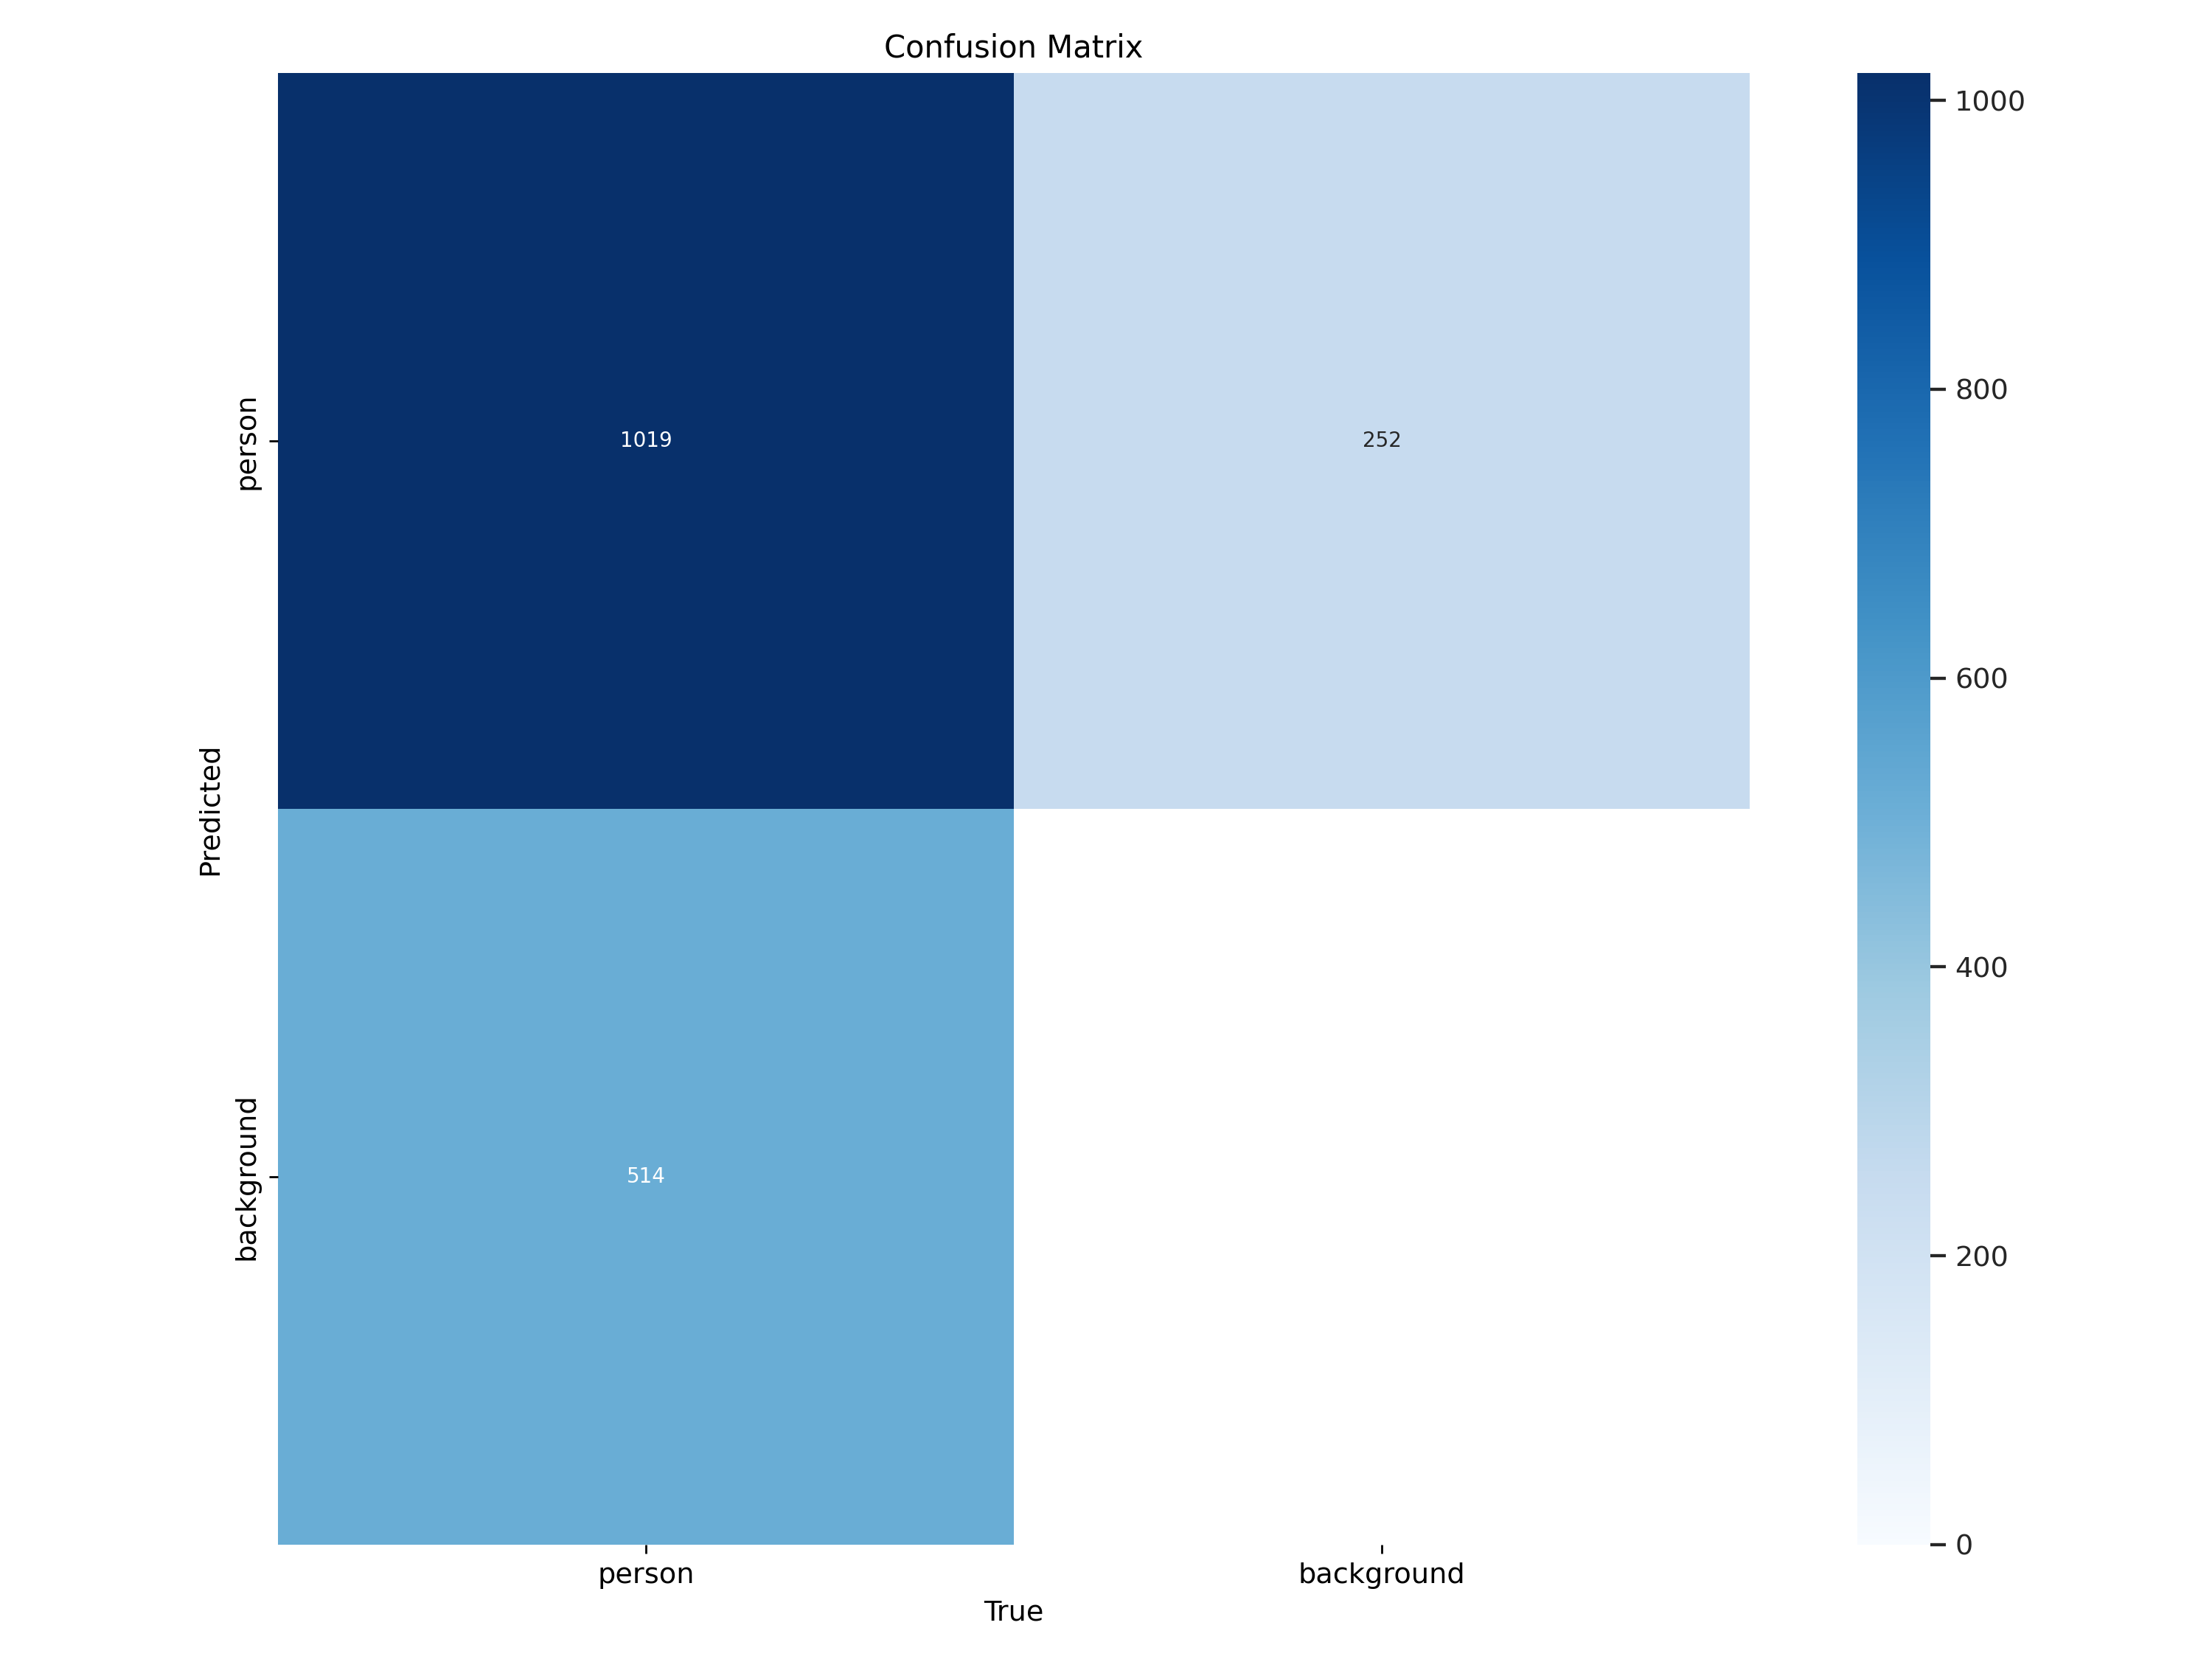 Confusion Matrix
person
background
Predicted
1019
252
514
person
background
True
1000
800
600
400
200
0